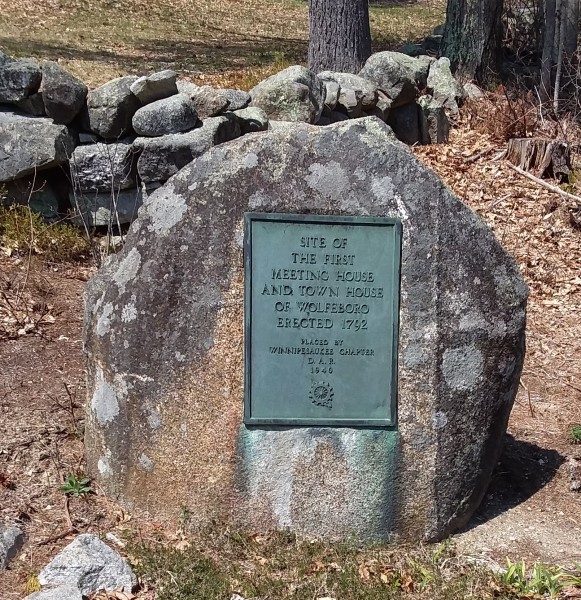 SITE OF
THE FIRST
MEETING HOUSE
AND TOWN HOUSE
OF WOLFEBORO
ERECTED 1792
PLACED BY
WINNIPESAUKEE CHAPTER
D. A. R.
1940